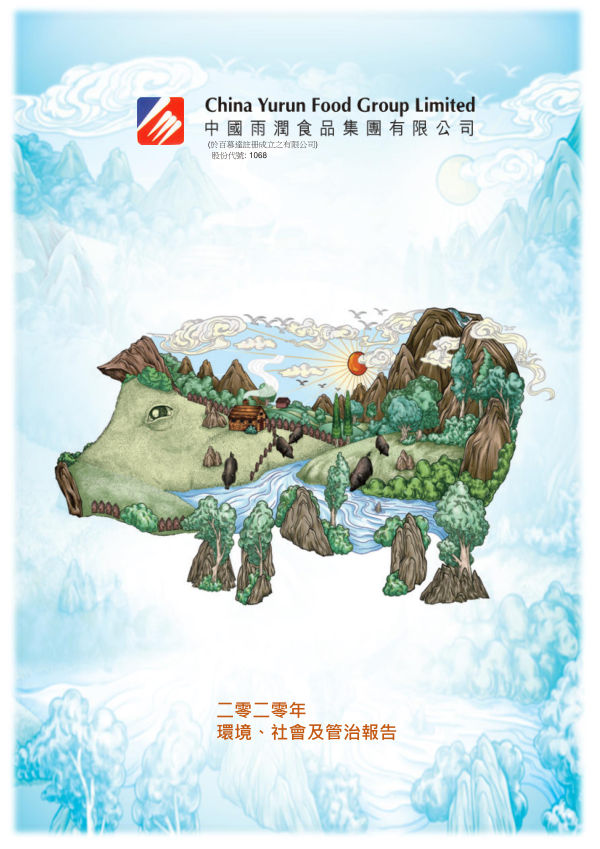 China Yurun Food Group Limited
中國雨潤食品集團有限公司
(於百慕達註冊成立之有限公司)
股份代號: 1068
二零二零年
環境、社會及管治報告